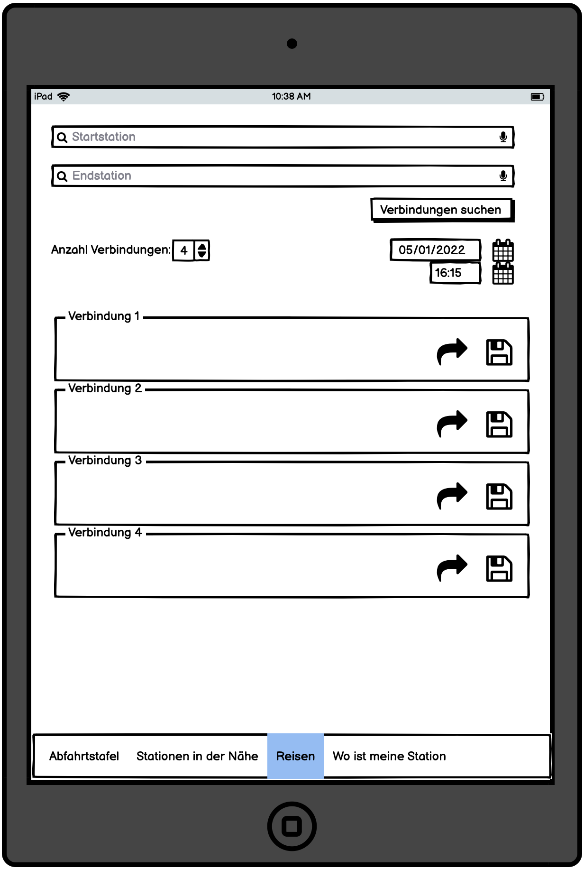 iPad 10:38 AM
Startstation
Endstation
Verbindungen suchen
Anzahl Verbindungen: 4 05/01/2022
16:15
Verbindung 1
Verbindung 2
Verbindung 3
Verbindung 4
Abfahrtstafel Stationen in der Nähe Reisen Wo ist meine Station